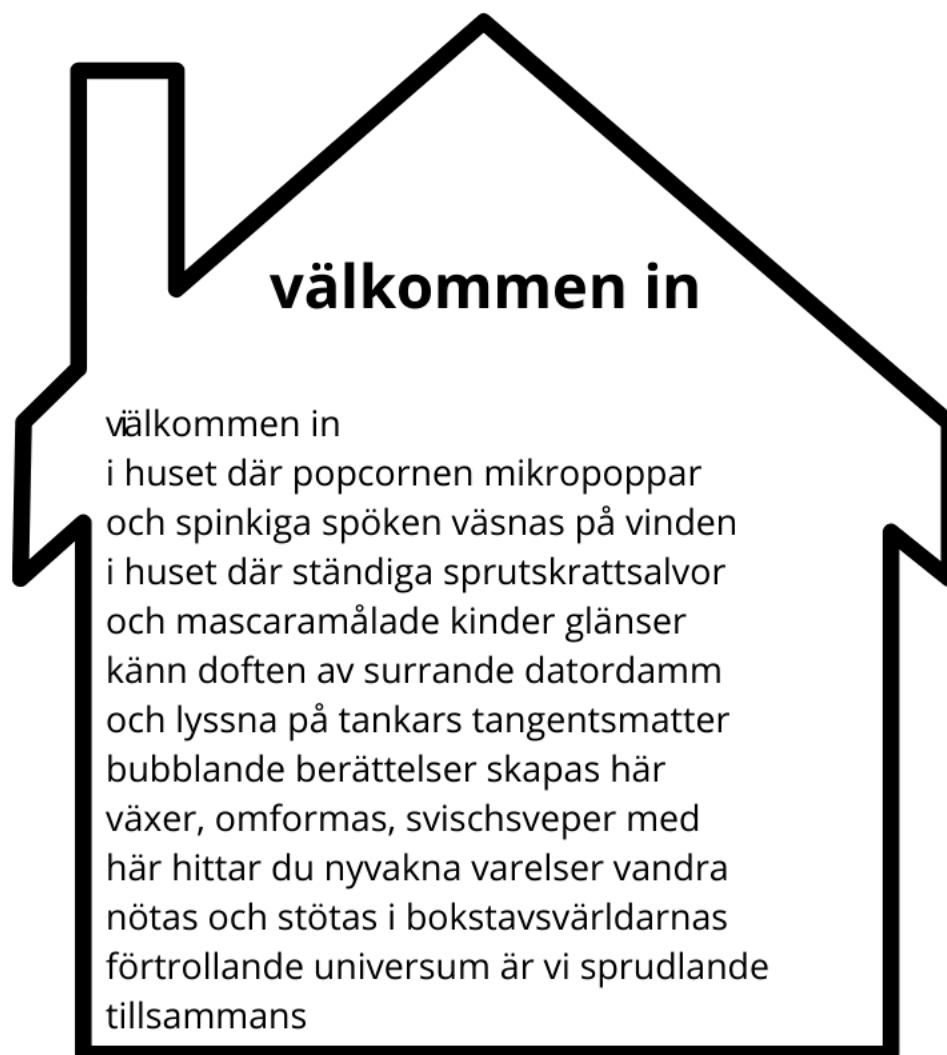 välkommen in
välkommen in
i huset där popcornen mikropoppar
och spinkiga spöken väsnas på vinden
i huset där ständiga sprutskrattsalvor
och mascaramålade kinder glänser
känn doften av surrande datordamm
och lyssna på tankars tangentsmatter
bubblande berättelser skapas här
växer, omformas, svischsveper med
här hittar du nyvakna varelser vandra
nötas och stötas i bokstavsvärldarnas
förtrollande universum är vi sprudlande
tillsammans